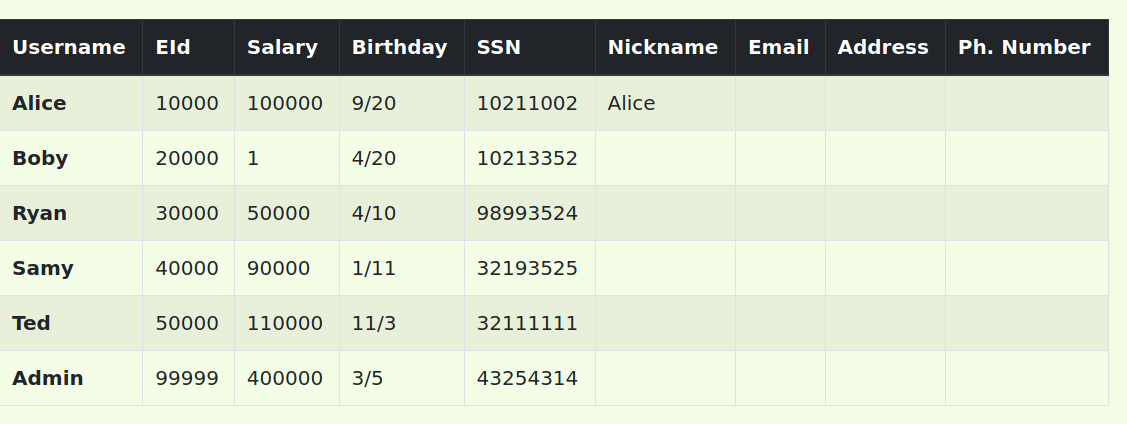 Username EId Salary Birthday SSN Nickname Email Address Ph. Number
Alice 10000 100000 9/20 10211002 Alice
Boby 20000 1 4/20 10213352
Ryan 30000 50000 4/10 98993524
Samy 40000 90000 1/11 32193525
Ted 50000 110000 11/3 32111111
Admin 99999 400000 3/5 43254314